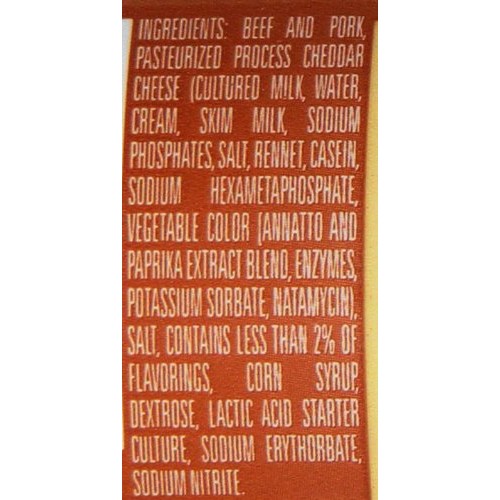 INGREDIENTS: BEEF AND PORK,
PASTEURIZED PROCESS CHEDDAR
CHEESE (CULTURED MILK, WATER,
CREAM, SKIM MILK, SODIUM
PHOSPHATES, SALT, RENNET, CASEIN,
SODIUM HEXAMETAPHOSPHATE,
VEGETABLE COLOR [ANNATTO AND
PAPRIKA EXTRACT BLEND, ENZYMES,
POTASSIUM SORBATE, NATAMYCIN),
SALT, CONTAINS LESS THAN 2% OF
FLAVORINGS, CORN SYRUP,
DEXTROSE, LACTIC ACID STARTER
CULTURE, SODIUM ERYTHORBATE,
SODIUM NITRITE.